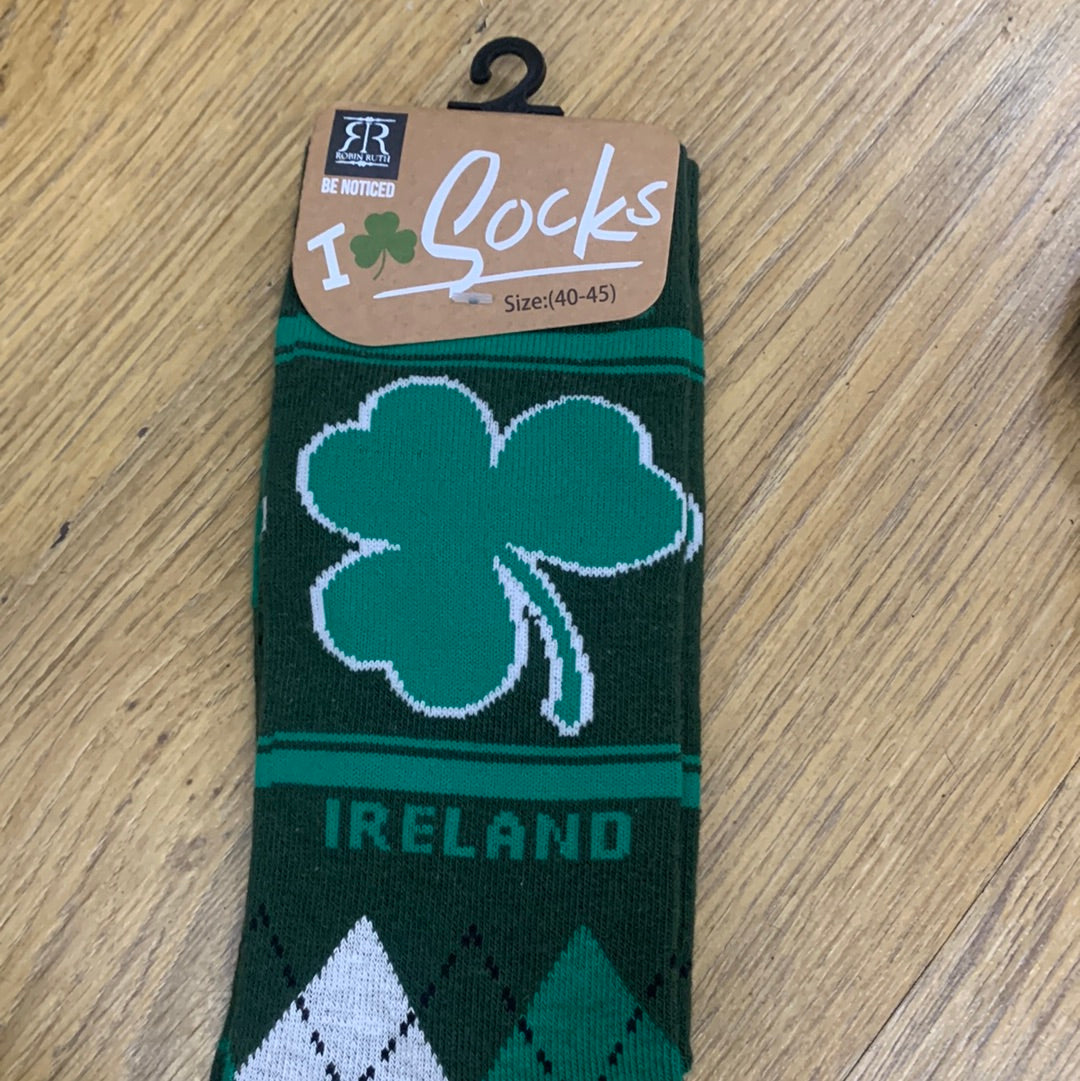 RR
ROBIN RUTH
BE NOTICED
I ☘ Socks
Size:(40-45)
IRELAND